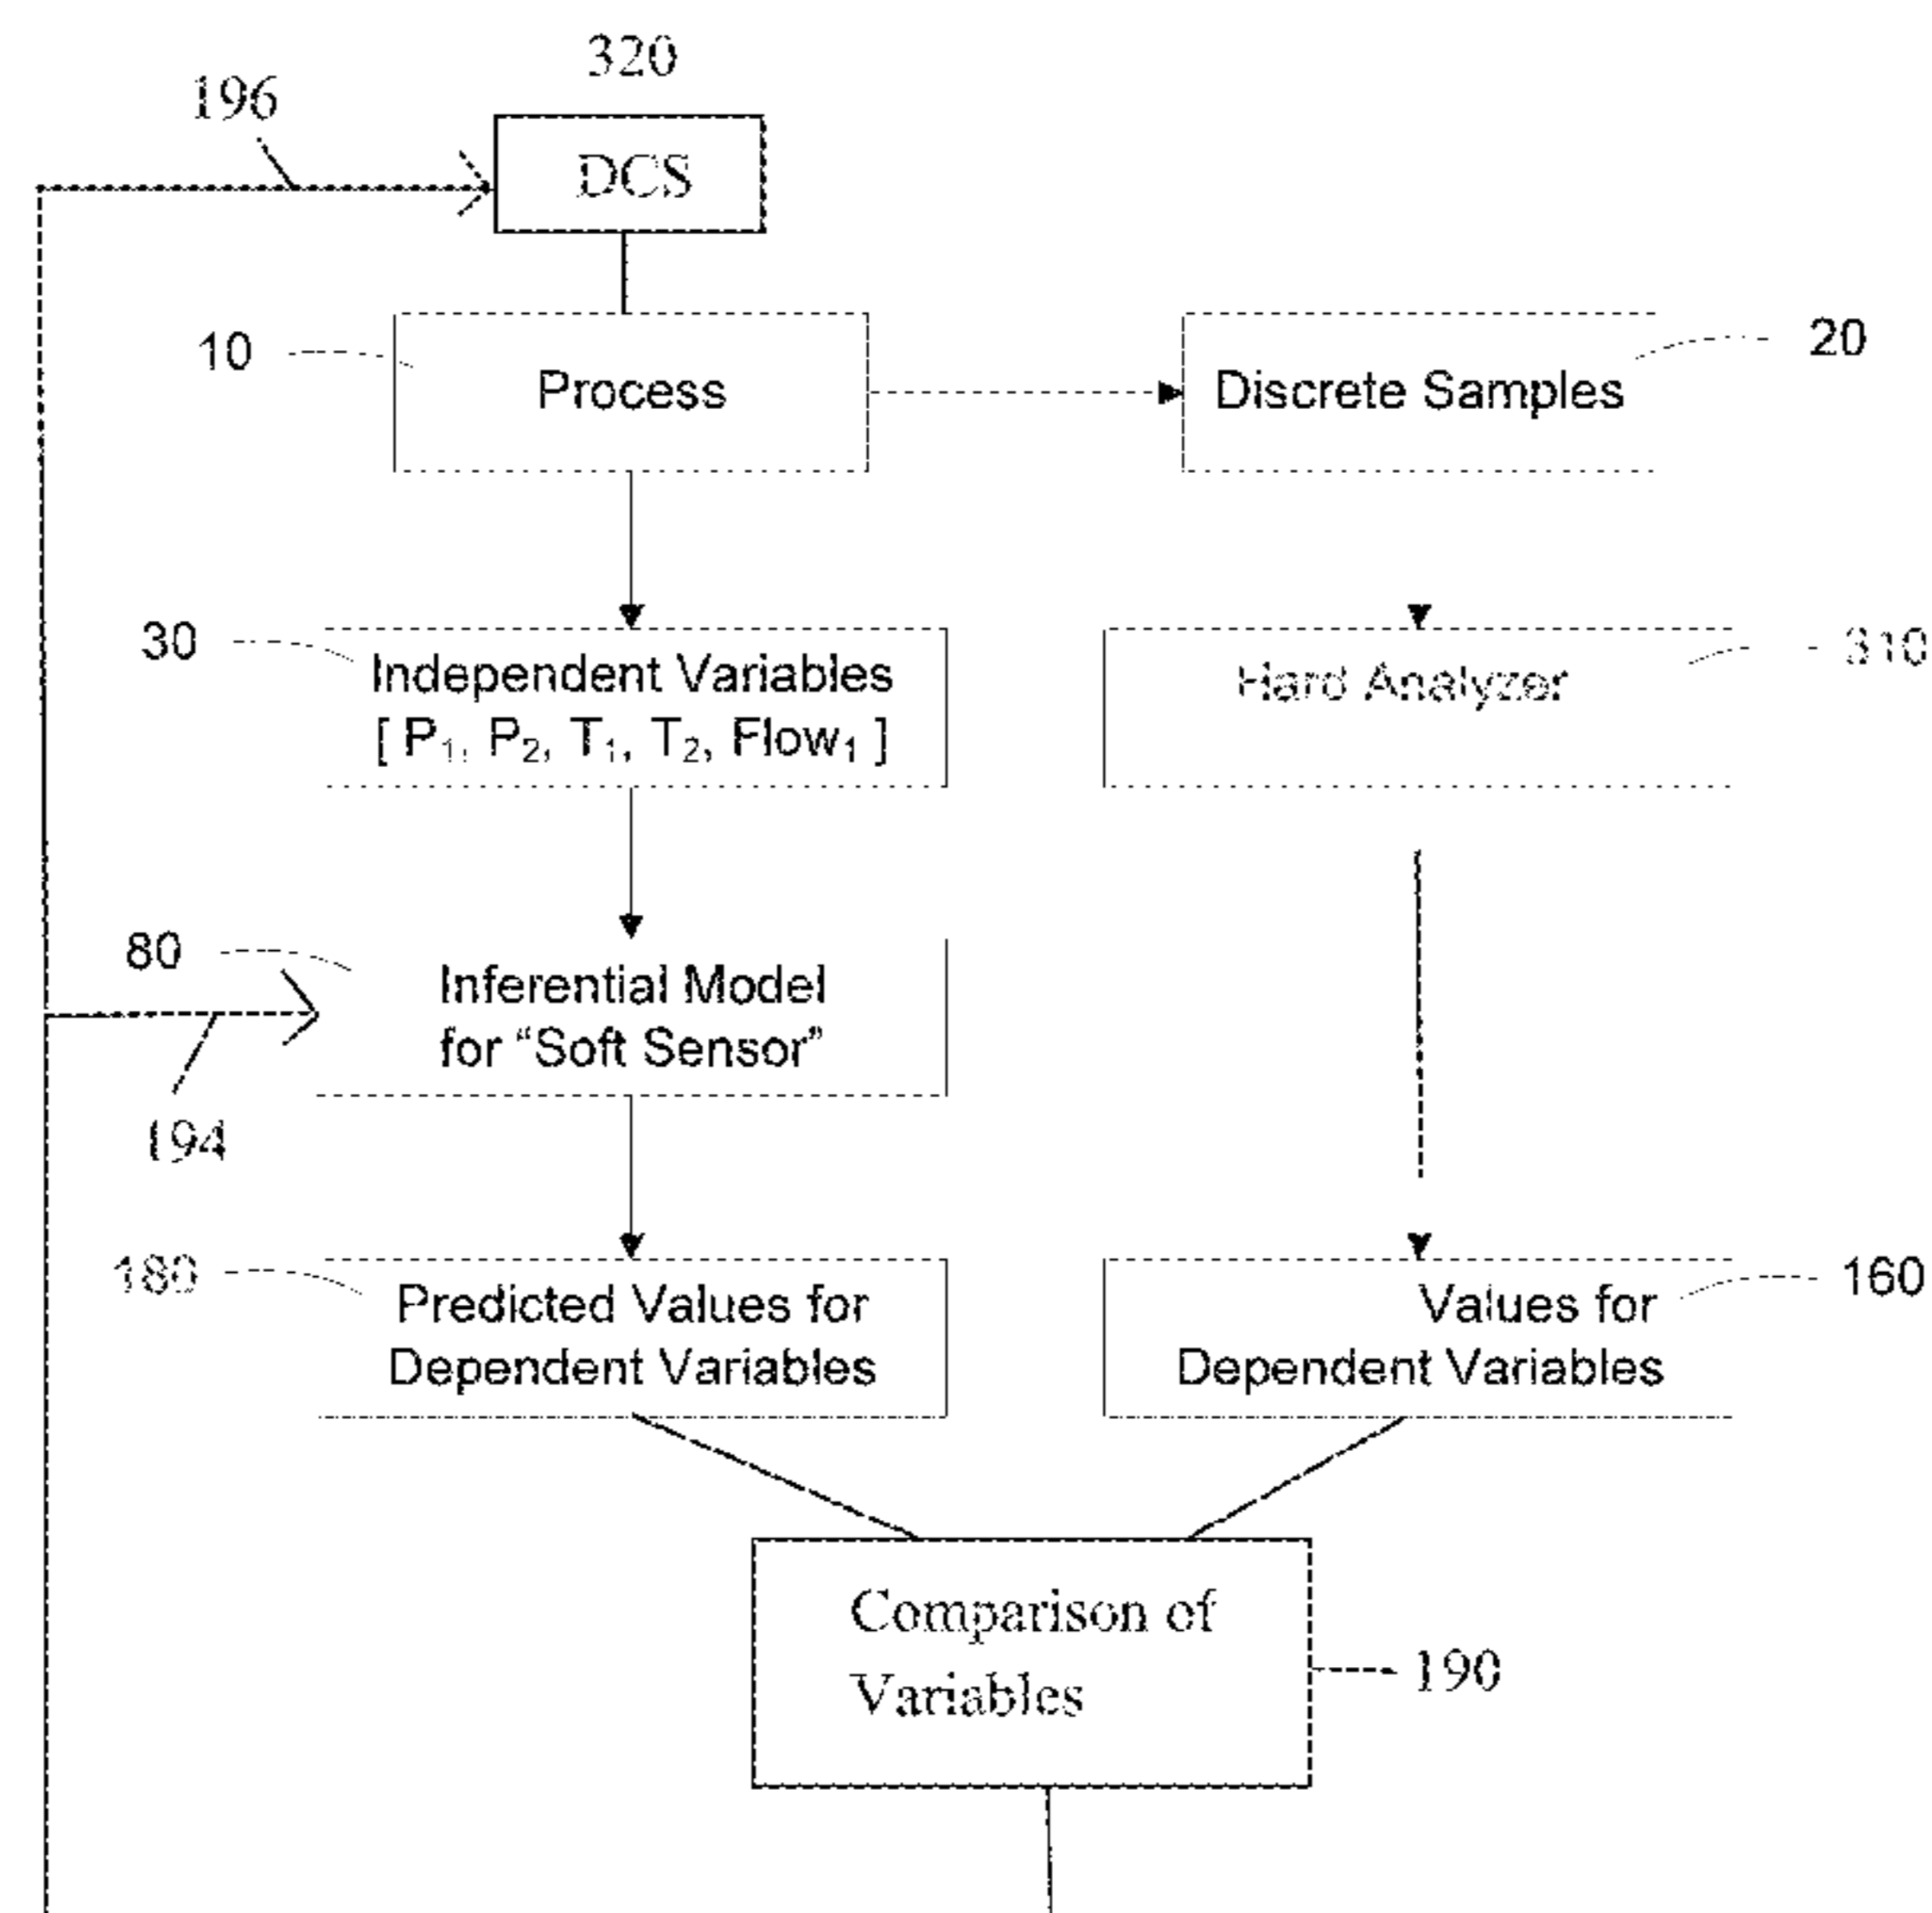 320
196
DCS
10
Process
Discrete Samples
20
30
Independent Variables
[ P₁, P₂, T₁, T₂, Flow₁ ]
Hard Analyzer
310
80
Inferential Model
for “Soft Sensor”
194
180
Predicted Values for
Dependent Variables
Values for
Dependent Variables
160
Comparison of
Variables
190